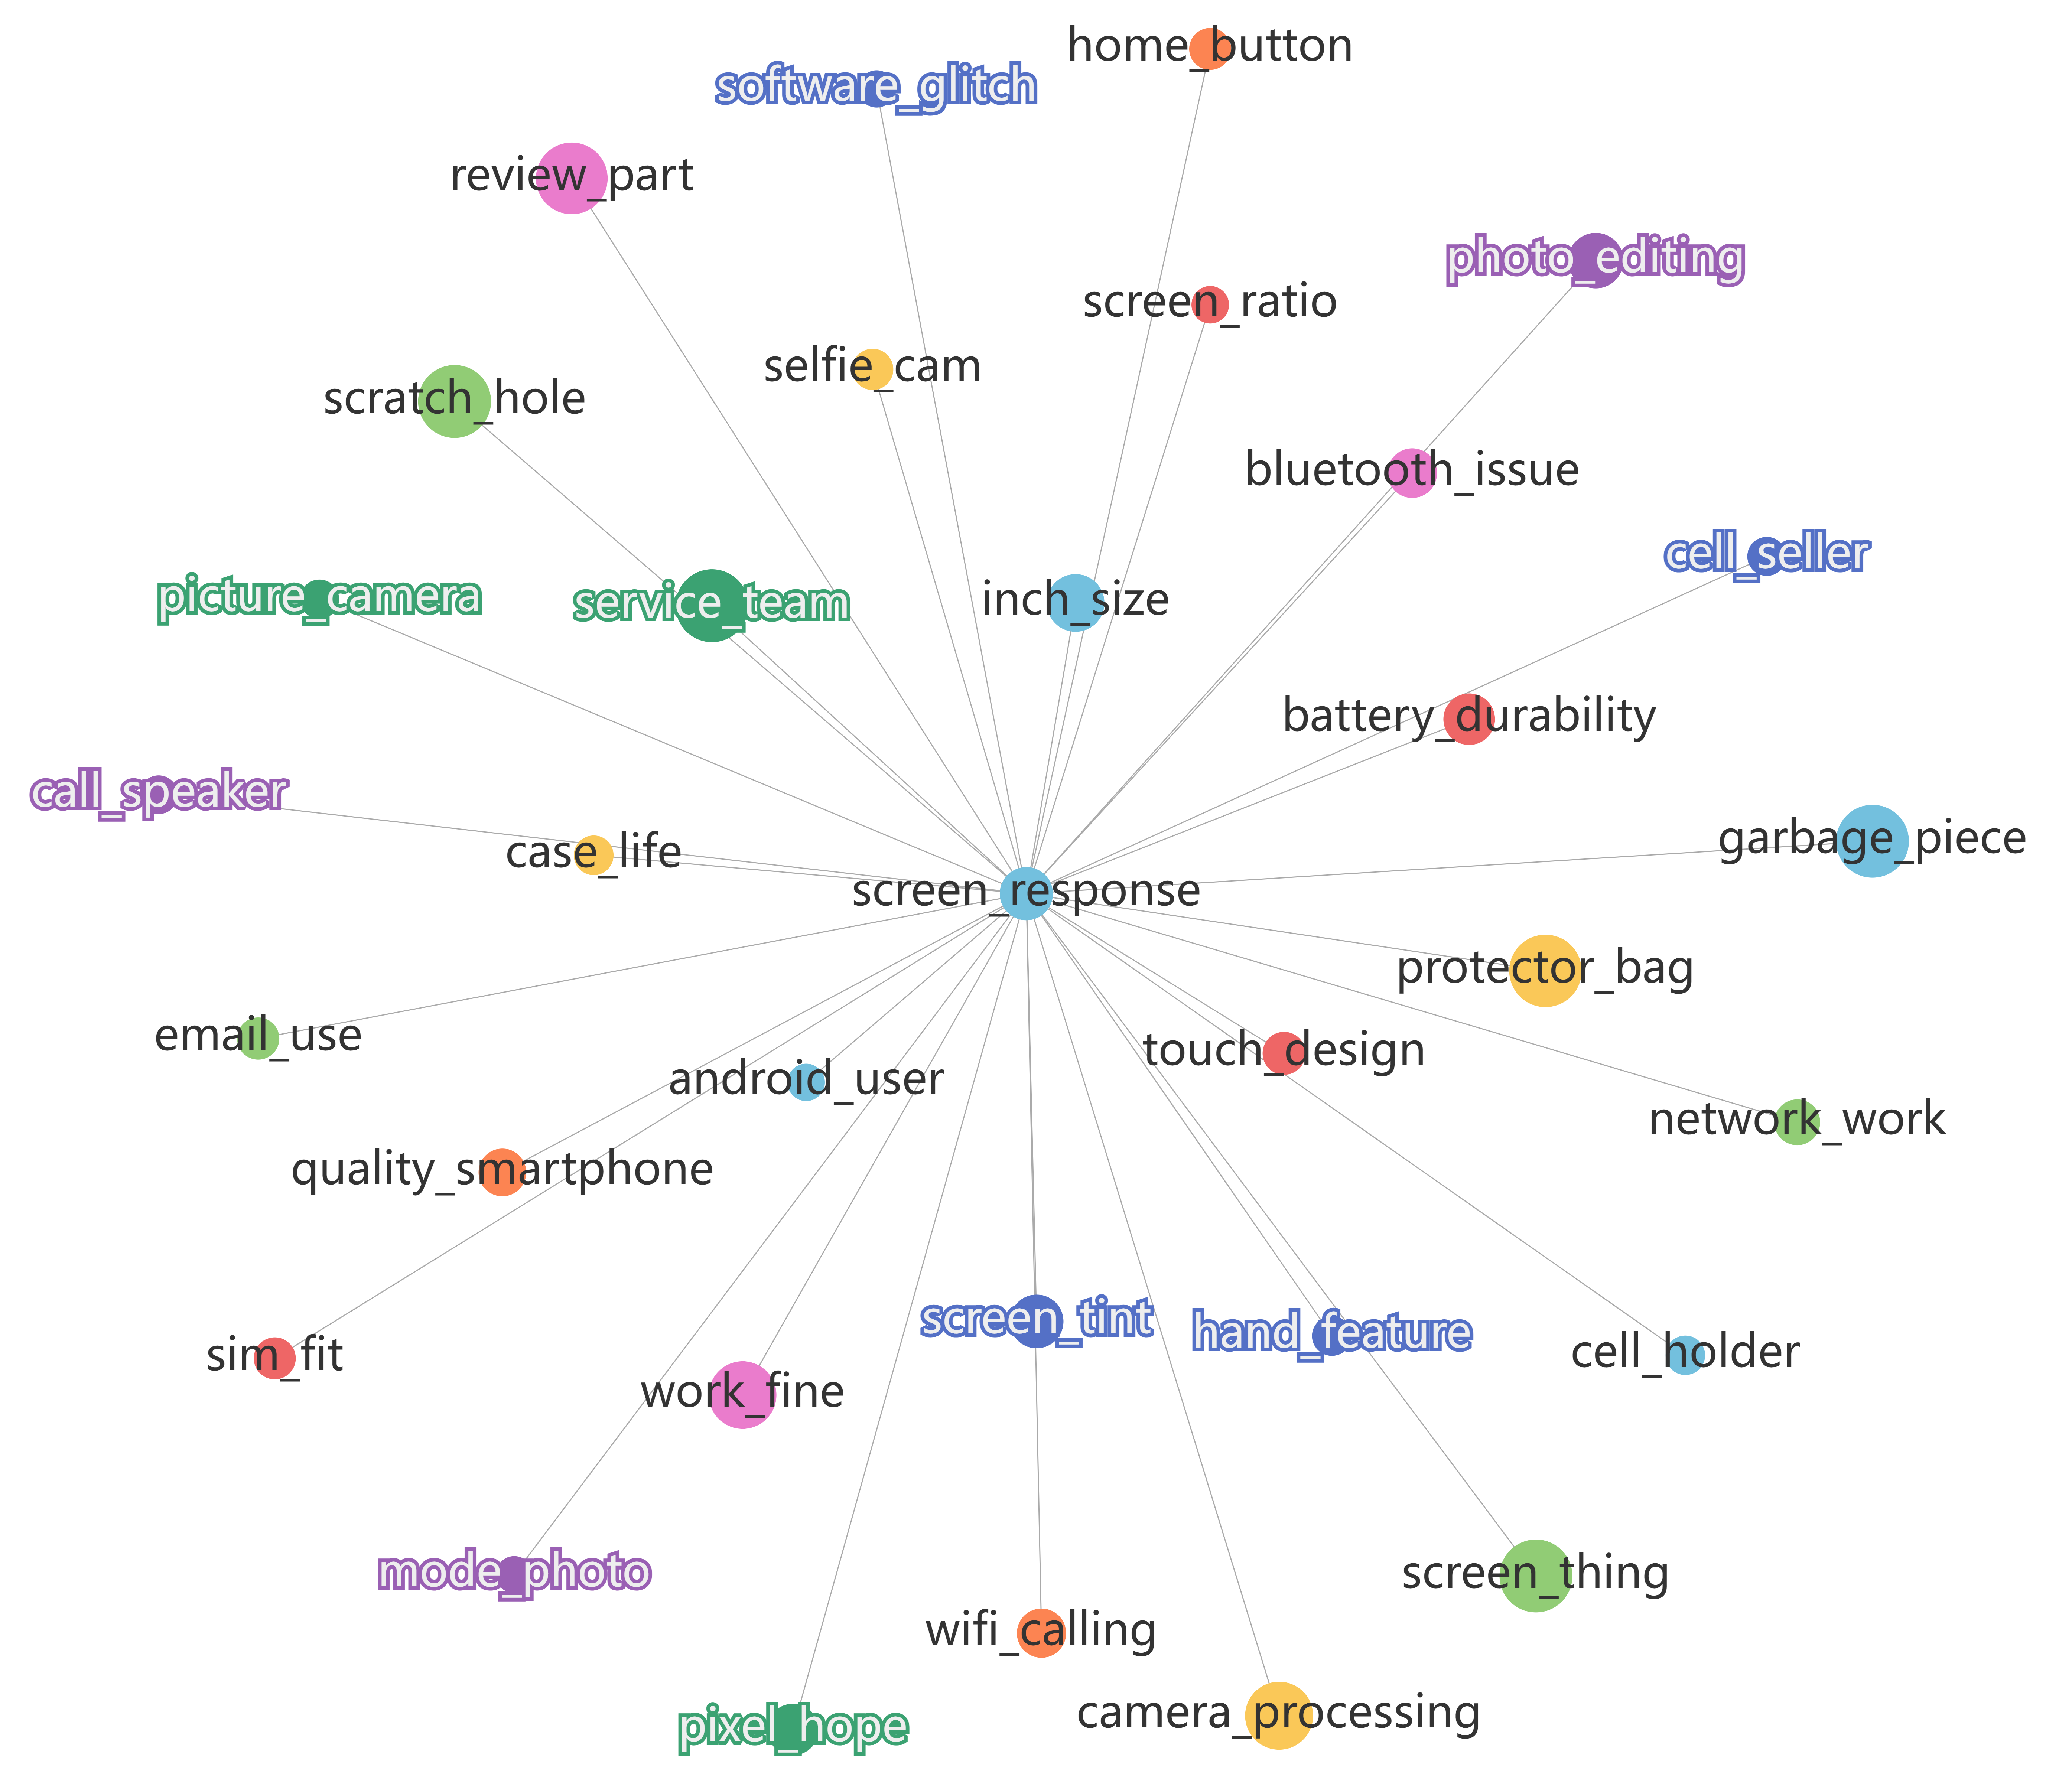 home_button
software_glitch
review_part
photo_editing
screen_ratio
selfie_cam
scratch_hole
bluetooth_issue
cell_seller
picture_camera
service_team
inch_size
battery_durability
call_speaker
garbage_piece
case_life
screen_response
protector_bag
email_use
touch_design
android_user
network_work
quality_smartphone
screen_tint
hand_feature
cell_holder
sim_fit
work_fine
mode_photo
screen_thing
wifi_calling
pixel_hope
camera_processing